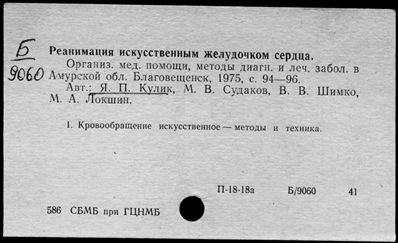 Б
9060
Реанимация искусственным желудочком сердца.
Организ. мед. помощи, методы диагн. и леч. забол. в
Амурской обл. Благовещенск, 1975, с. 94—96.
Авт.: Я. П. Кулик, М. В. Судаков, В. В. Шимко,
М. А. Локшин.
1. Кровообращение искусственное — методы и техника.
П-18-18а Б/9060 41
586 СБМБ при ГЦНМБ